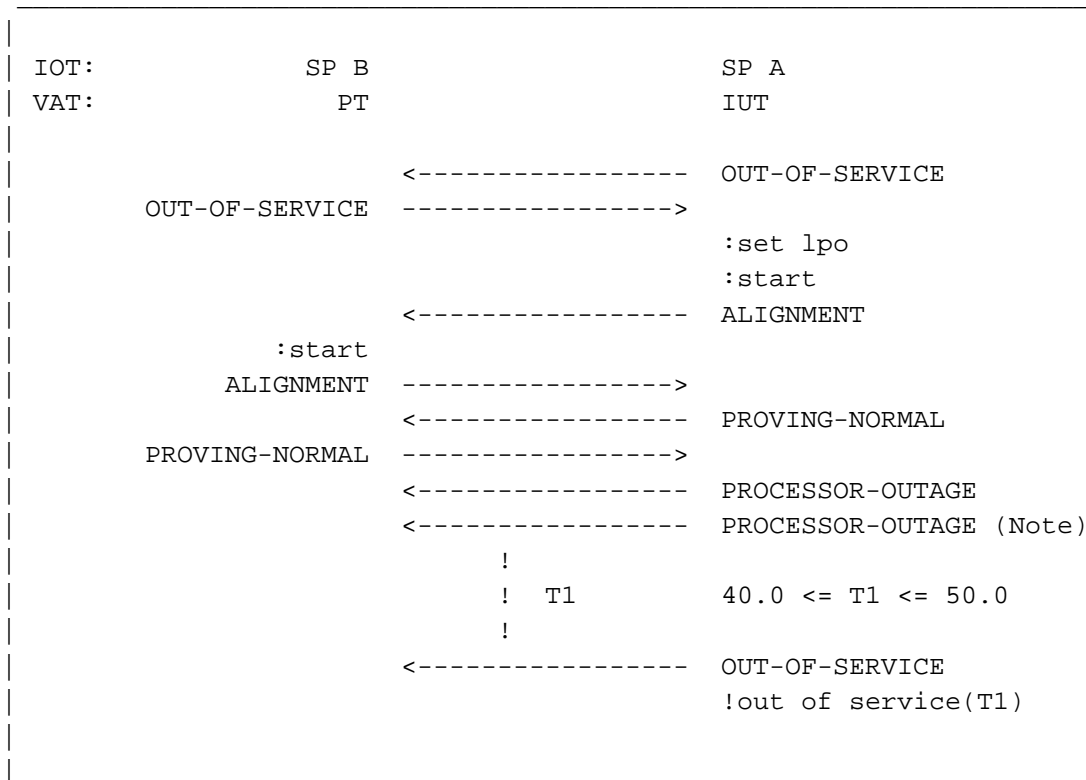 IOT: SP B SP A
VAT: PT IUT
<----------------- OUT-OF-SERVICE
OUT-OF-SERVICE ----------------->
:set lpo
:start
<----------------- ALIGNMENT
:start
ALIGNMENT ----------------->
<----------------- PROVING-NORMAL
PROVING-NORMAL ----------------->
<----------------- PROCESSOR-OUTAGE
<----------------- PROCESSOR-OUTAGE (Note)
!
! T1 40.0 <= T1 <= 50.0
!
<----------------- OUT-OF-SERVICE
!out of service(T1)